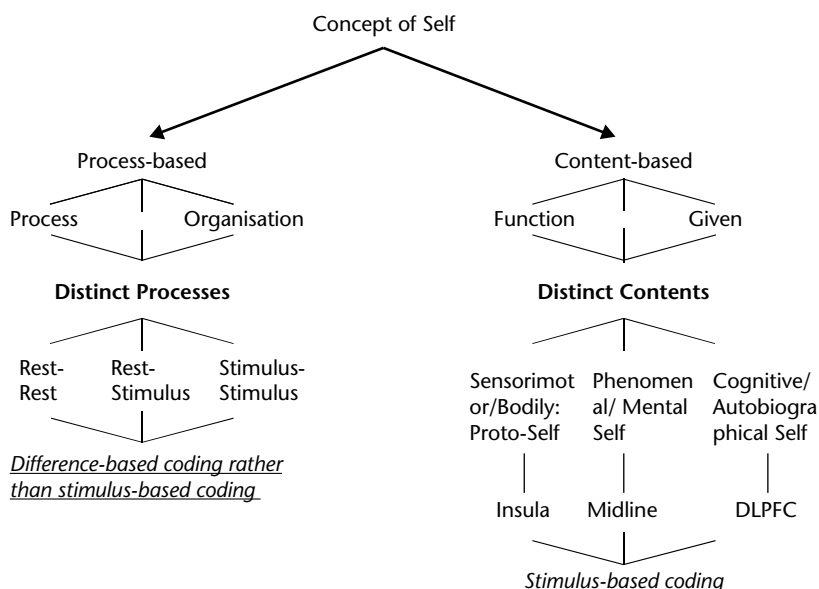 Concept of Self
Process-based
Content-based
Process
Organisation
Function
Given
Distinct Processes
Distinct Contents
Rest-
Rest
Rest-
Stimulus
Stimulus-
Stimulus
Sensorimot
or/Bodily:
Proto-Self
Phenomen
al/ Mental
Self
Cognitive/
Autobiogra
phical Self
Difference-based coding rather
than stimulus-based coding
Insula
Midline
DLPFC
Stimulus-based coding